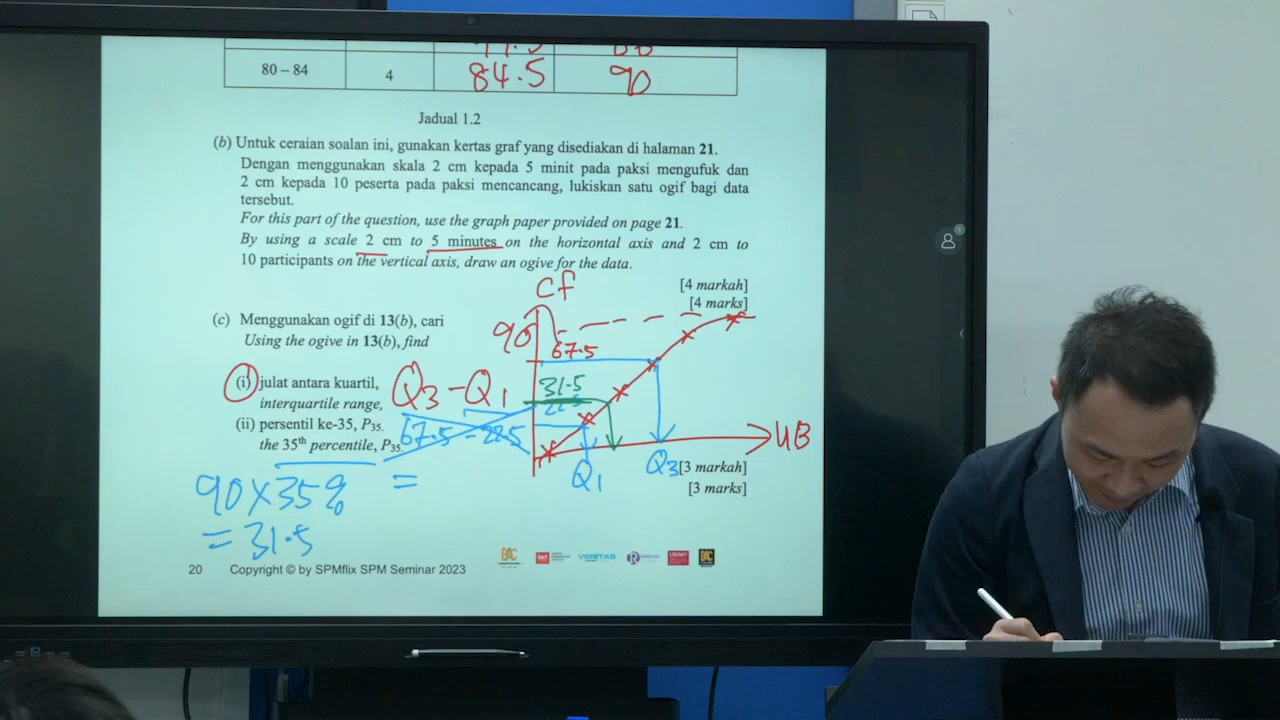 80 – 84 4 84.5 90
Jadual 1.2
(b) Untuk ceraian soalan ini, gunakan kertas graf yang disediakan di halaman 21.
Dengan menggunakan skala 2 cm kepada 5 minit pada paksi mengufuk dan
2 cm kepada 10 peserta pada paksi mencancang, lukiskan satu ogif bagi data
tersebut.
For this part of the question, use the graph paper provided on page 21.
By using a scale 2 cm to 5 minutes on the horizontal axis and 2 cm to
10 participants on the vertical axis, draw an ogive for the data.
[4 markah]
[4 marks]
cf
90
67.5
31.5
22.5
UB
Q1
Q3
(c) Menggunakan ogif di 13(b), cari
Using the ogive in 13(b), find
(i) julat antara kuartil,
interquartile range,
Q3 – Q1
(ii) persentil ke-35, P35.
the 35th percentile, P35.
67.5 – 22.5
=
[3 markah]
[3 marks]
90 x 35%
= 31.5
20 Copyright © by SPMflix SPM Seminar 2023